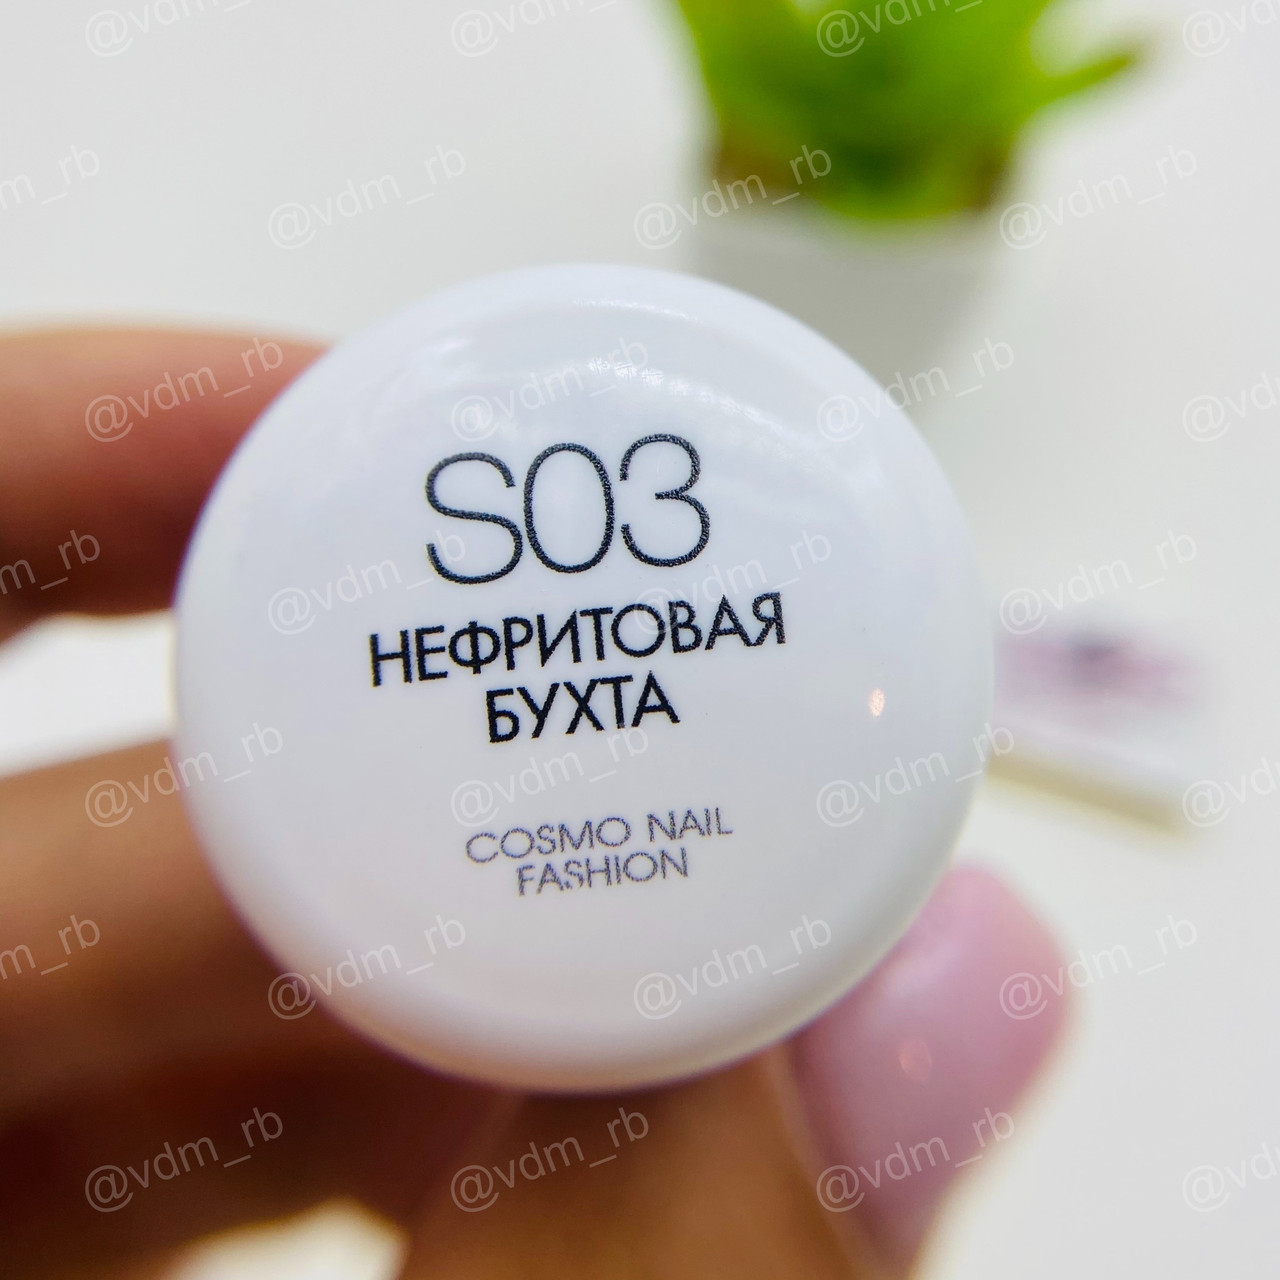 S03
НЕФРИТОВАЯ
БУХТА
COSMO NAIL
FASHION
@vdm_rb